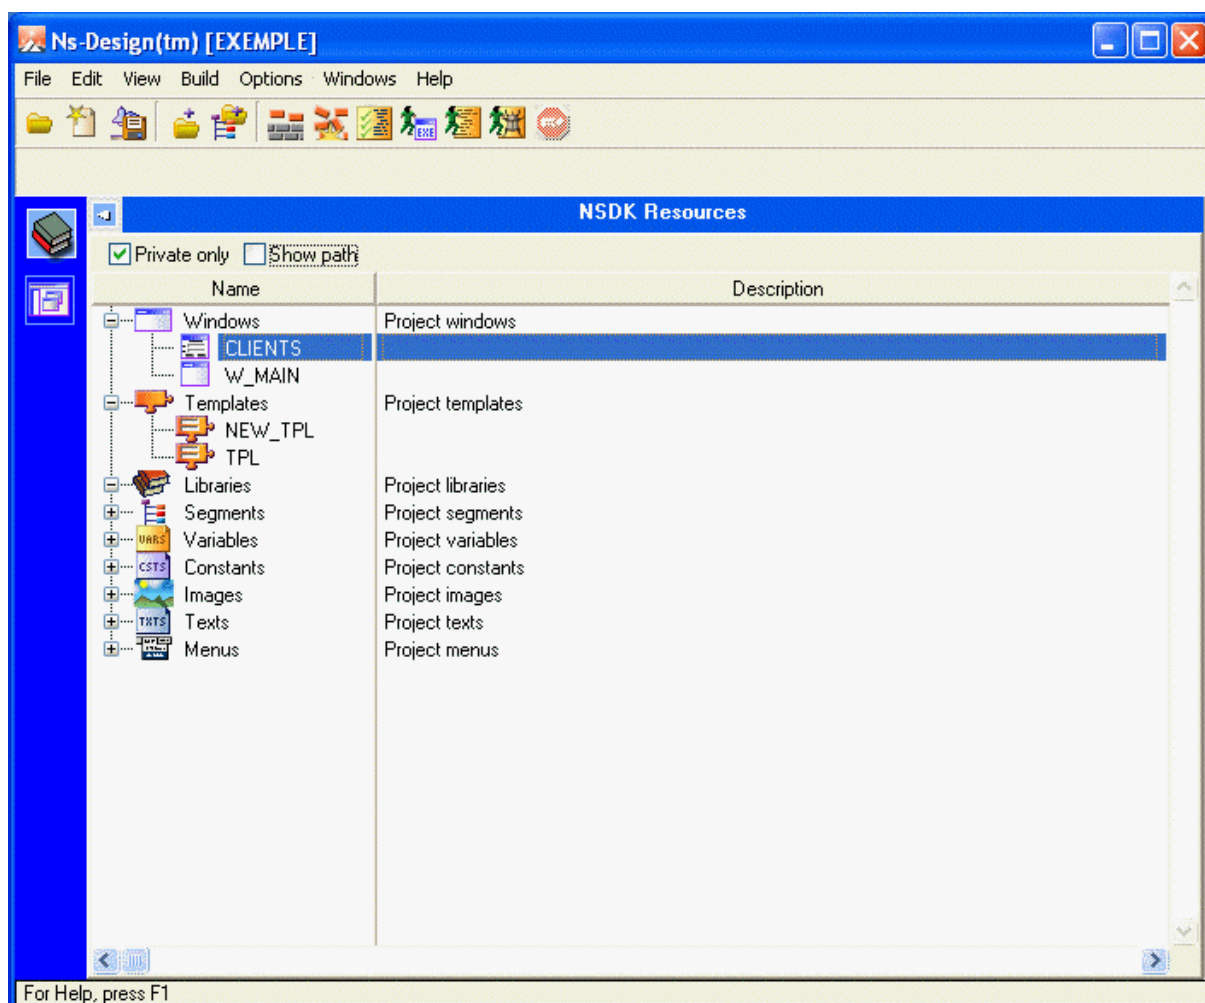 Ns-Design(tm) [EXEMPLE]
File Edit View Build Options Windows Help
EXE
NSDK Resources
Private only Show path
Name Description
Windows Project windows
CLIENTS
W_MAIN
Templates Project templates
NEW_TPL
TPL
Libraries Project libraries
Segments Project segments
VARS Variables Project variables
CSTS Constants Project constants
Images Project images
TXTS Texts Project texts
Menus Project menus
For Help, press F1